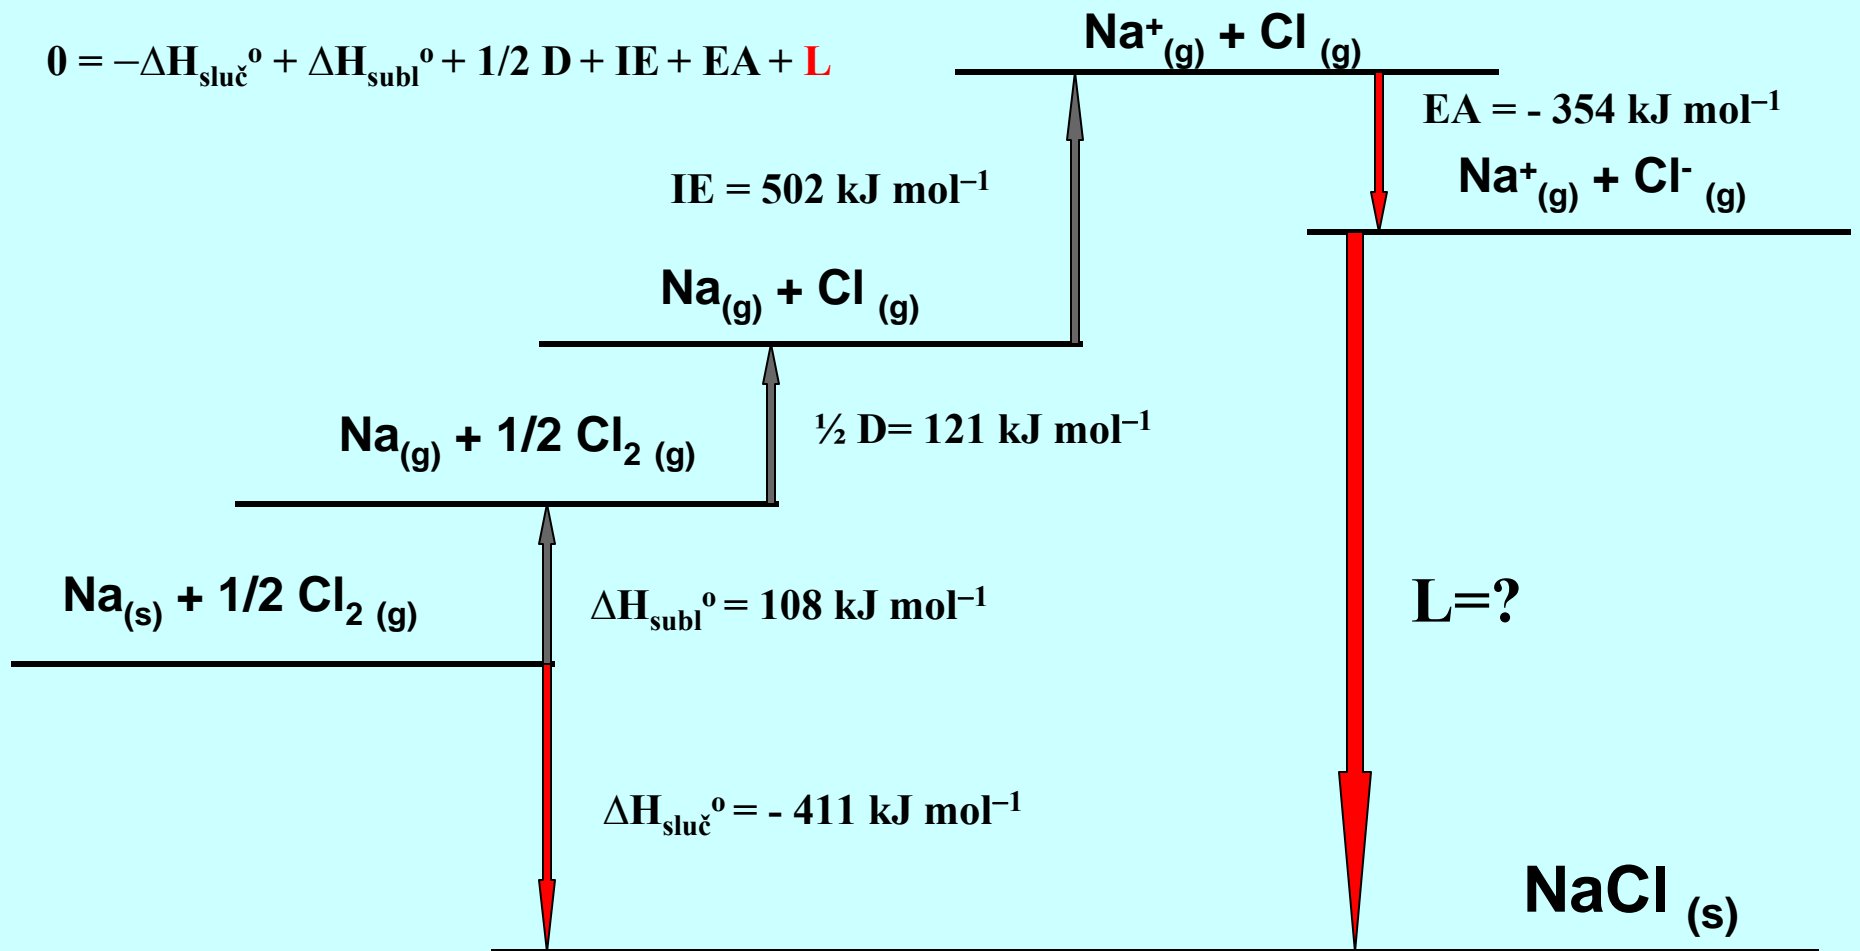 0 = −ΔHsluč° + ΔHsubl° + 1/2 D + IE + EA + L
Na⁺(g) + Cl (g)
EA = - 354 kJ mol⁻¹
Na⁺(g) + Cl⁻ (g)
IE = 502 kJ mol⁻¹
Na(g) + Cl (g)
½ D= 121 kJ mol⁻¹
Na(g) + 1/2 Cl₂ (g)
Na(s) + 1/2 Cl₂ (g)
ΔHsubl° = 108 kJ mol⁻¹
L=?
ΔHsluč° = - 411 kJ mol⁻¹
NaCl (s)